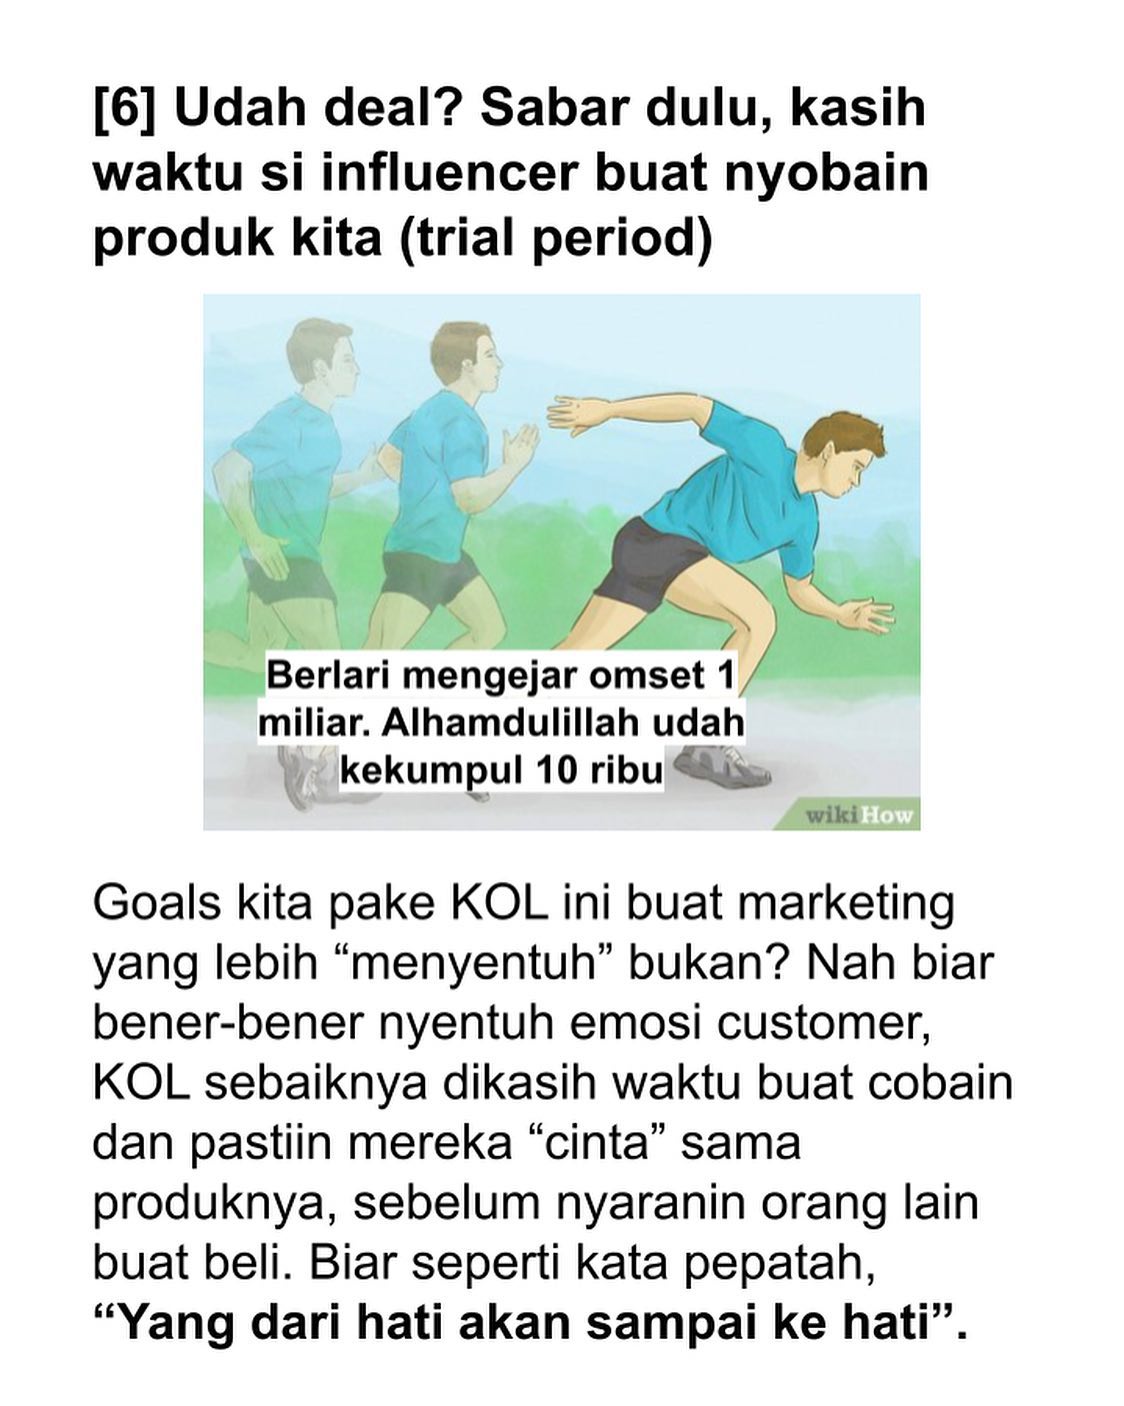 [6] Udah deal? Sabar dulu, kasih
waktu si influencer buat nyobain
produk kita (trial period)
Berlari mengejar omset 1
miliar. Alhamdulillah udah
kekumpul 10 ribu
wikiHow
Goals kita pake KOL ini buat marketing
yang lebih “menyentuh” bukan? Nah biar
bener-bener nyentuh emosi customer,
KOL sebaiknya dikasih waktu buat cobain
dan pastiin mereka “cinta” sama
produknya, sebelum nyaranin orang lain
buat beli. Biar seperti kata pepatah,
“Yang dari hati akan sampai ke hati”.